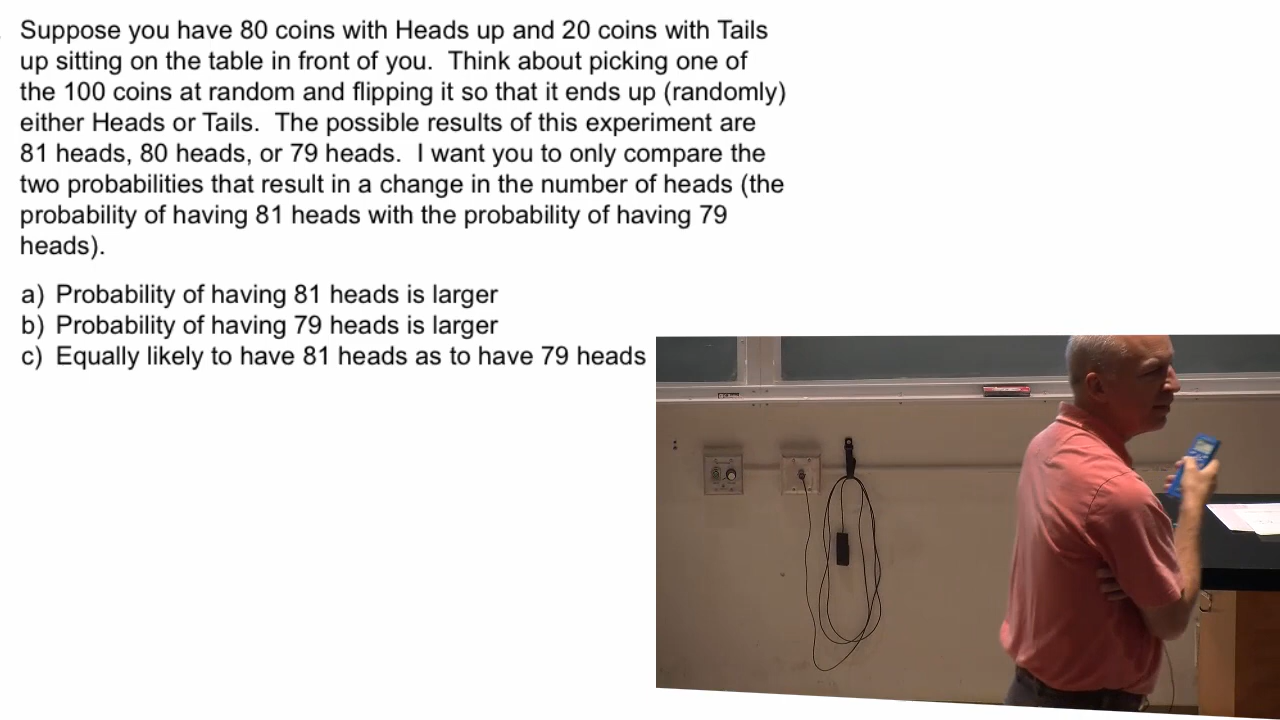 Suppose you have 80 coins with Heads up and 20 coins with Tails
up sitting on the table in front of you.  Think about picking one of
the 100 coins at random and flipping it so that it ends up (randomly)
either Heads or Tails.  The possible results of this experiment are
81 heads, 80 heads, or 79 heads.  I want you to only compare the
two probabilities that result in a change in the number of heads (the
probability of having 81 heads with the probability of having 79
heads).
a) Probability of having 81 heads is larger
b) Probability of having 79 heads is larger
c) Equally likely to have 81 heads as to have 79 heads